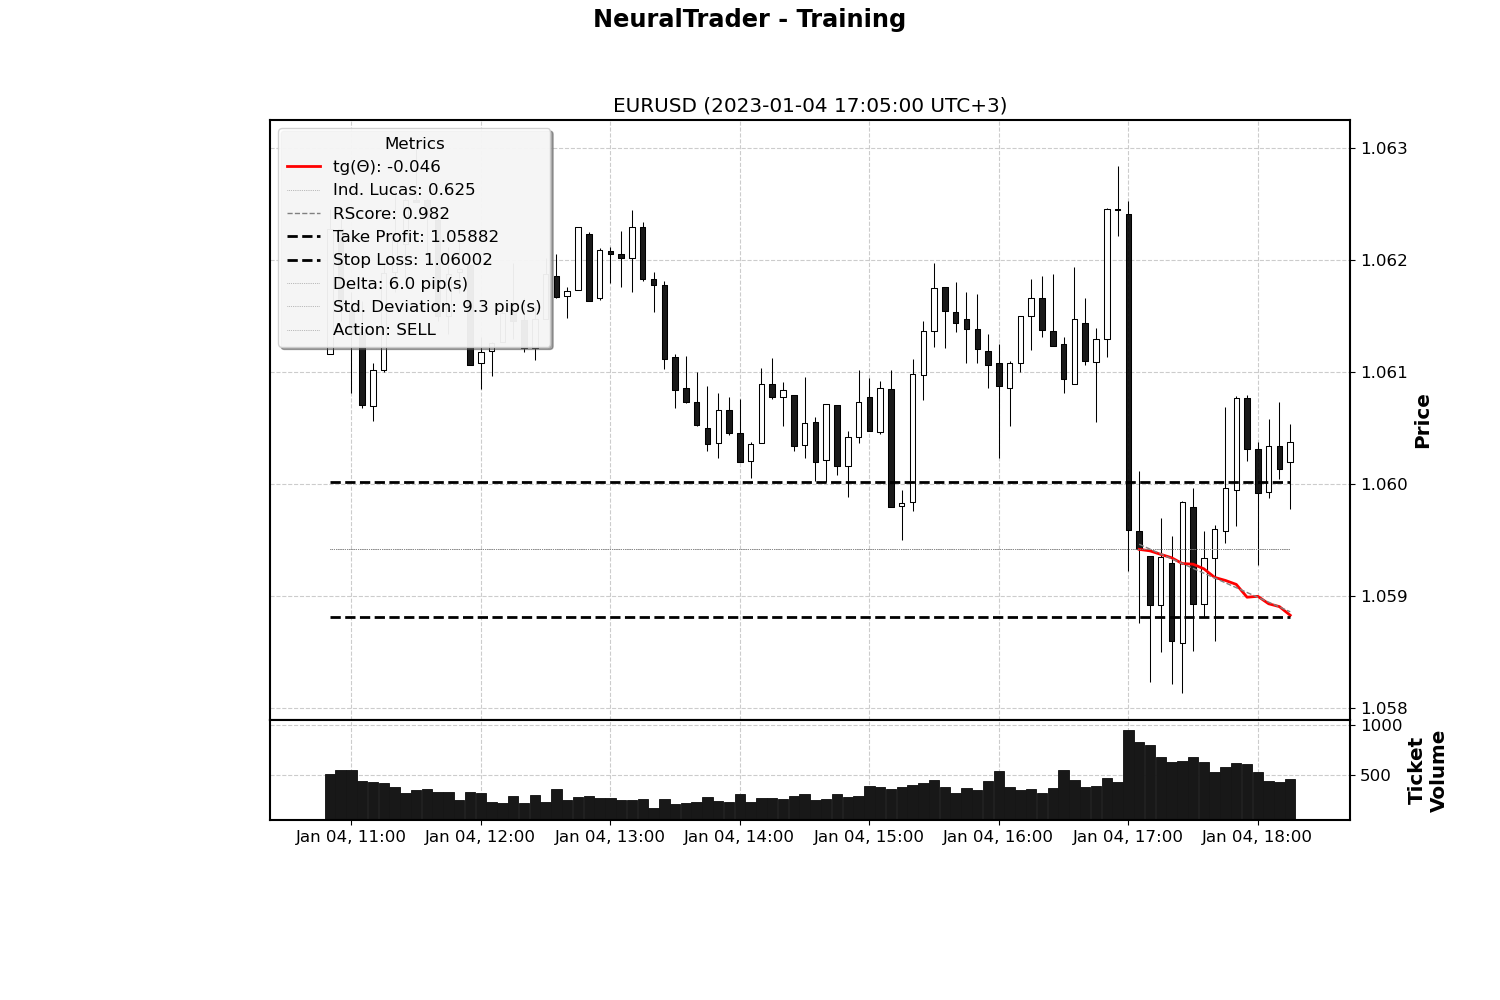 NeuralTrader - Training
EURUSD (2023-01-04 17:05:00 UTC+3)
Metrics
tg(Θ): -0.046
Ind. Lucas: 0.625
RScore: 0.982
Take Profit: 1.05882
Stop Loss: 1.06002
Delta: 6.0 pip(s)
Std. Deviation: 9.3 pip(s)
Action: SELL
1.063
1.062
1.061
1.060
1.059
1.058
Price
1000
500
Ticket
Volume
Jan 04, 11:00
Jan 04, 12:00
Jan 04, 13:00
Jan 04, 14:00
Jan 04, 15:00
Jan 04, 16:00
Jan 04, 17:00
Jan 04, 18:00